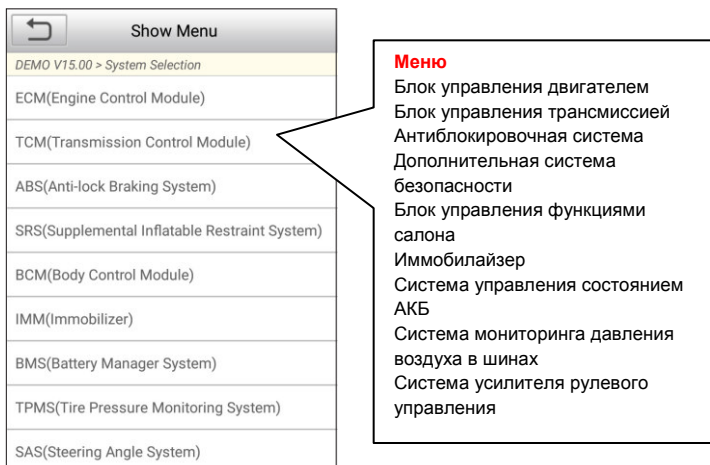 Show Menu
DEMO V15.00 > System Selection
ECM(Engine Control Module)
TCM(Transmission Control Module)
ABS(Anti-lock Braking System)
SRS(Supplemental Inflatable Restraint System)
BCM(Body Control Module)
IMM(Immobilizer)
BMS(Battery Manager System)
TPMS(Tire Pressure Monitoring System)
SAS(Steering Angle System)
Меню
Блок управления двигателем
Блок управления трансмиссией
Антиблокировочная система
Дополнительная система
безопасности
Блок управления функциями
салона
Иммобилайзер
Система управления состоянием
АКБ
Система мониторинга давления
воздуха в шинах
Система усилителя рулевого
управления